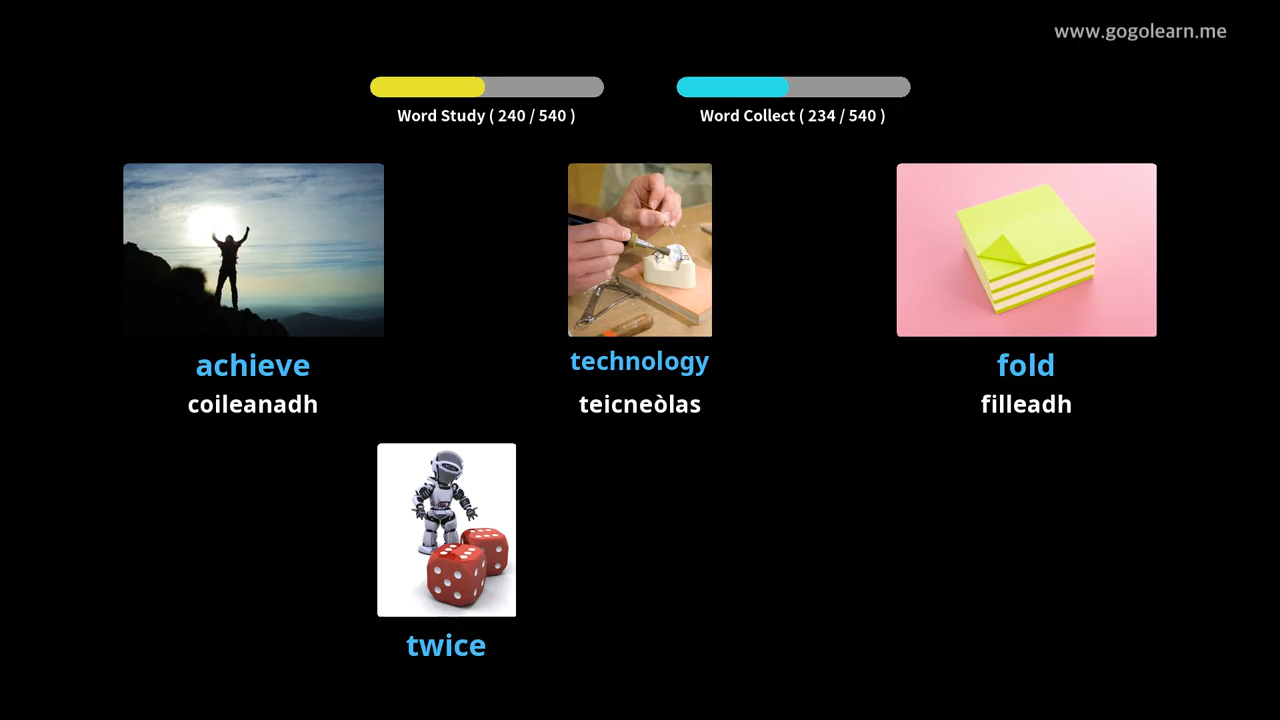 www.gogolearn.me
Word Study ( 240 / 540 )
Word Collect ( 234 / 540 )
achieve
coileanadh
technology
teicneòlas
fold
filleadh
twice